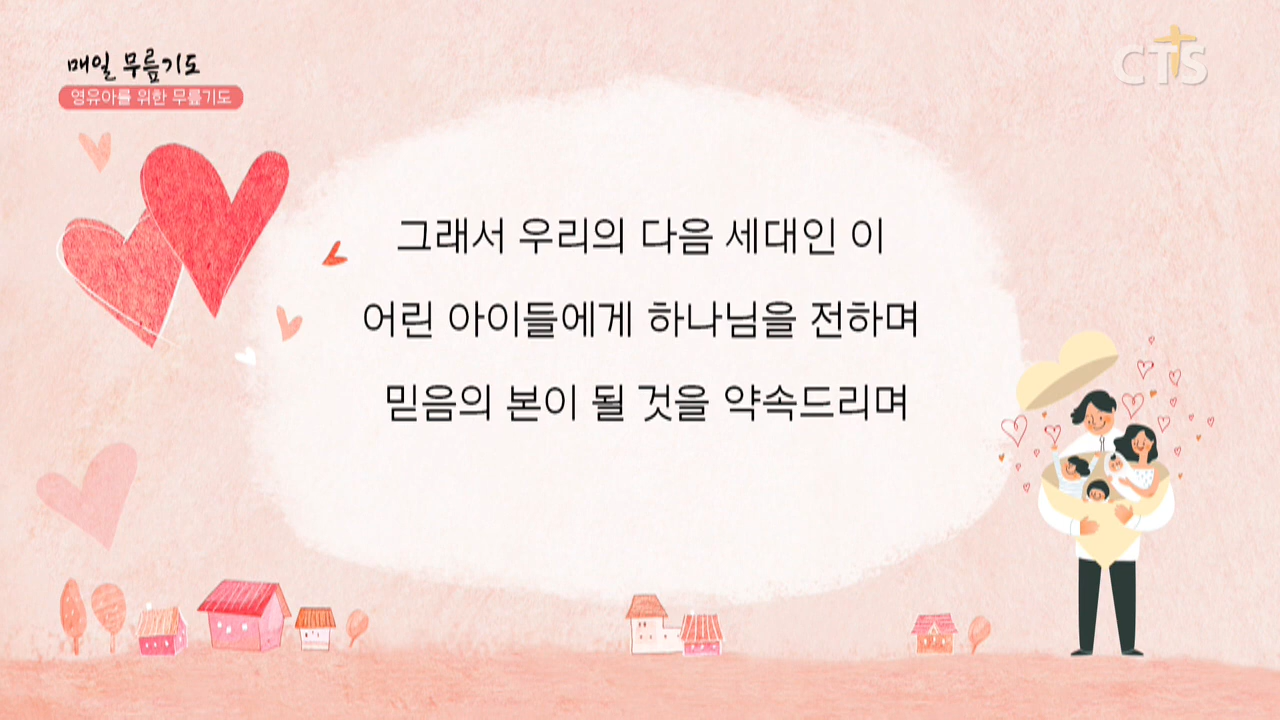 매일 무릎기도
영유아를 위한 무릎기도
CTS
그래서 우리의 다음 세대인 이
어린 아이들에게 하나님을 전하며
믿음의 본이 될 것을 약속드리며